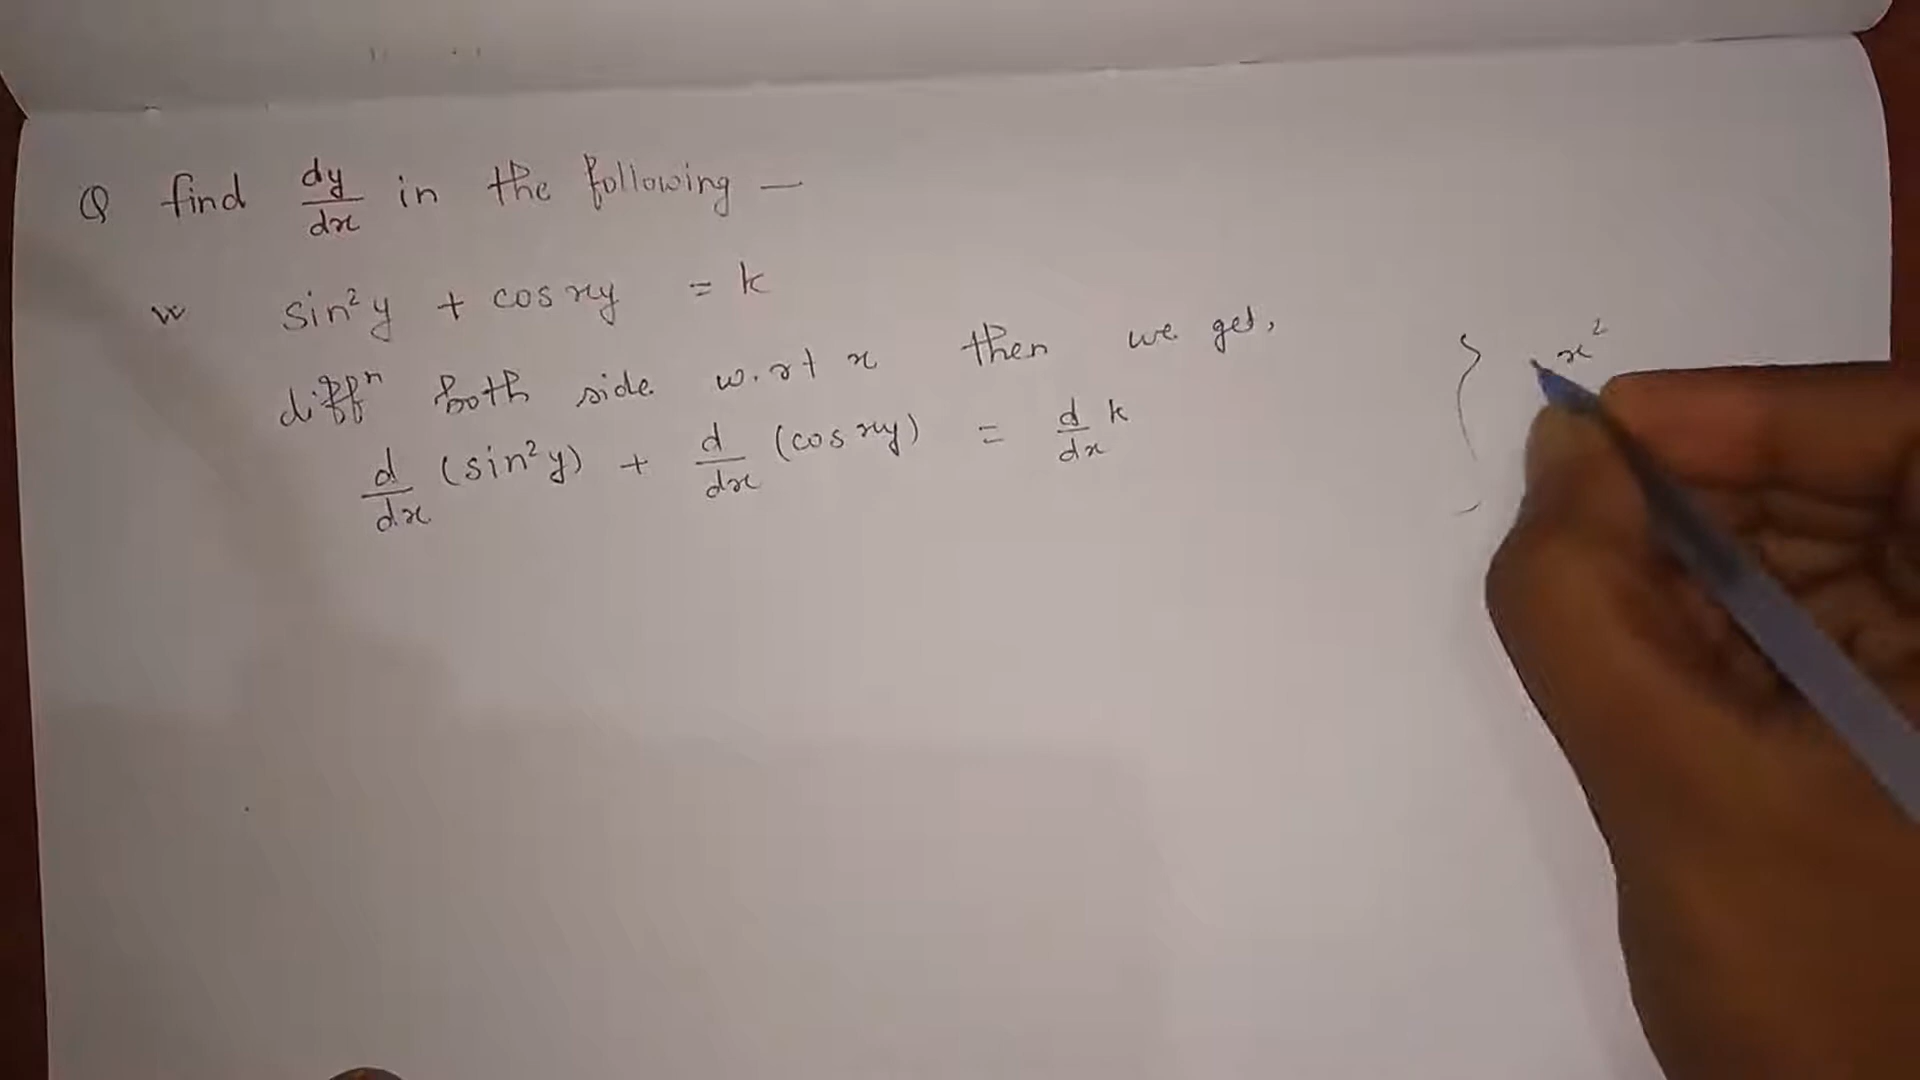 Q find dy/dx in the following —
sin²y + cos xy = k
diffⁿ both side w.r.t x then we get,
d/dx (sin²y) + d/dx (cos xy) = d/dx k
x²